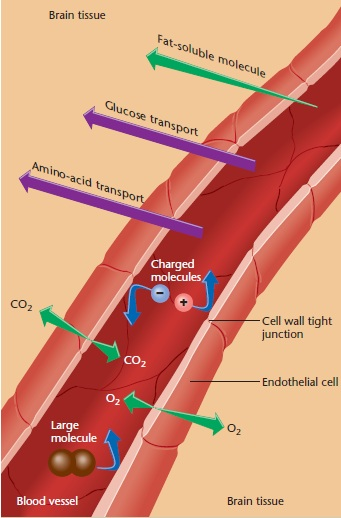 Brain tissue
Fat-soluble molecule
Glucose transport
Amino-acid transport
Charged
molecules
−
+
CO2
Cell wall tight
junction
CO2
Endothelial cell
O2
Large
molecule
O2
Blood vessel
Brain tissue